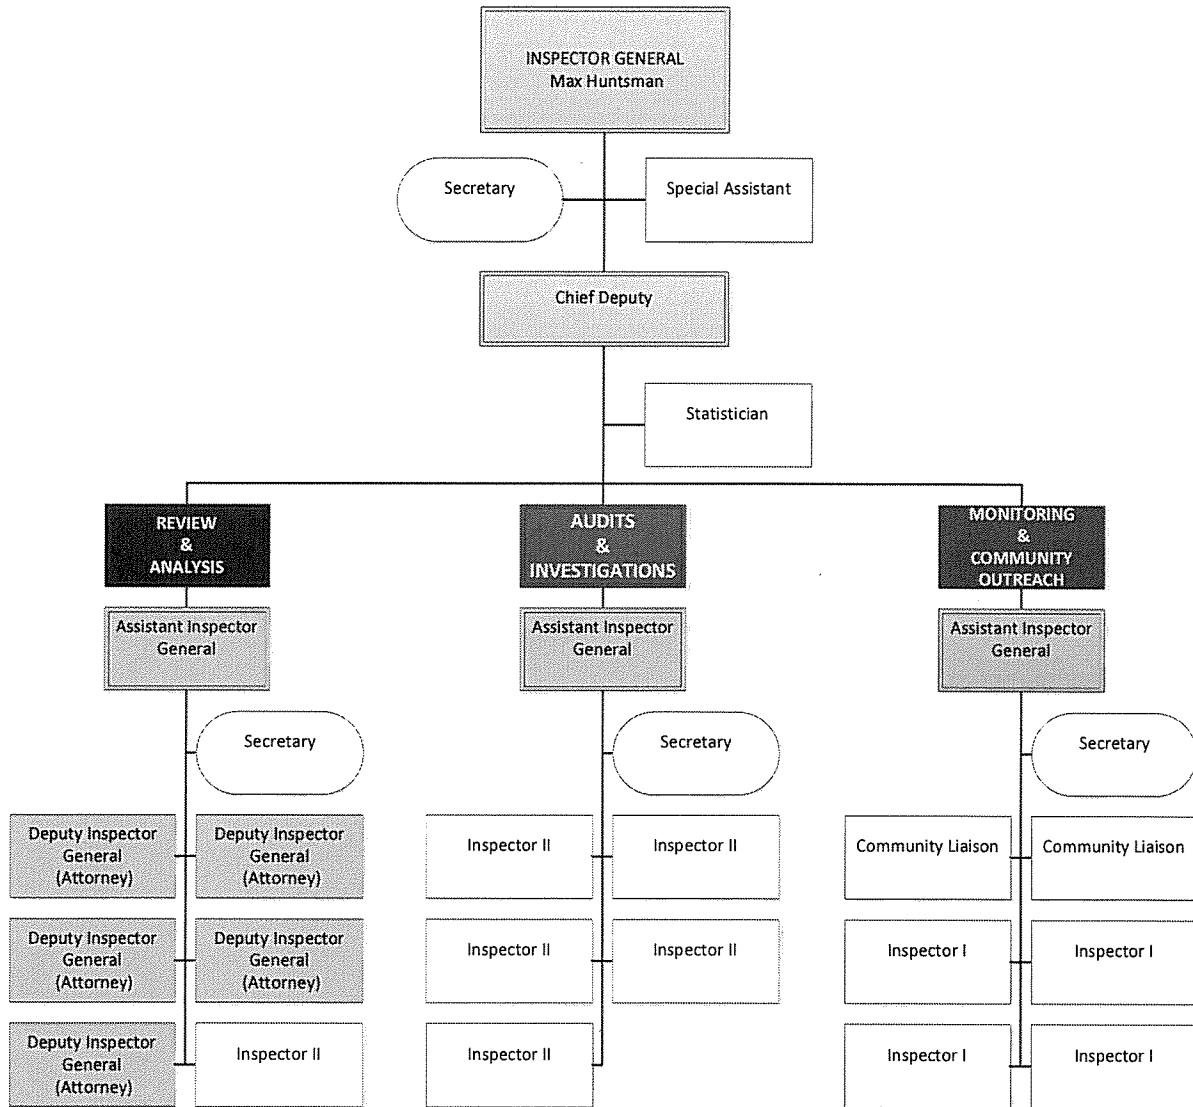 INSPECTOR GENERAL
Max Huntsman
Secretary
Special Assistant
Chief Deputy
Statistician
REVIEW
&
ANALYSIS
AUDITS
&
INVESTIGATIONS
MONITORING
&
COMMUNITY
OUTREACH
Assistant Inspector
General
Assistant Inspector
General
Assistant Inspector
General
Secretary
Secretary
Secretary
Deputy Inspector
General
(Attorney)
Deputy Inspector
General
(Attorney)
Inspector II
Inspector II
Community Liaison
Community Liaison
Deputy Inspector
General
(Attorney)
Deputy Inspector
General
(Attorney)
Inspector II
Inspector II
Inspector I
Inspector I
Deputy Inspector
General
(Attorney)
Inspector II
Inspector II
Inspector I
Inspector I